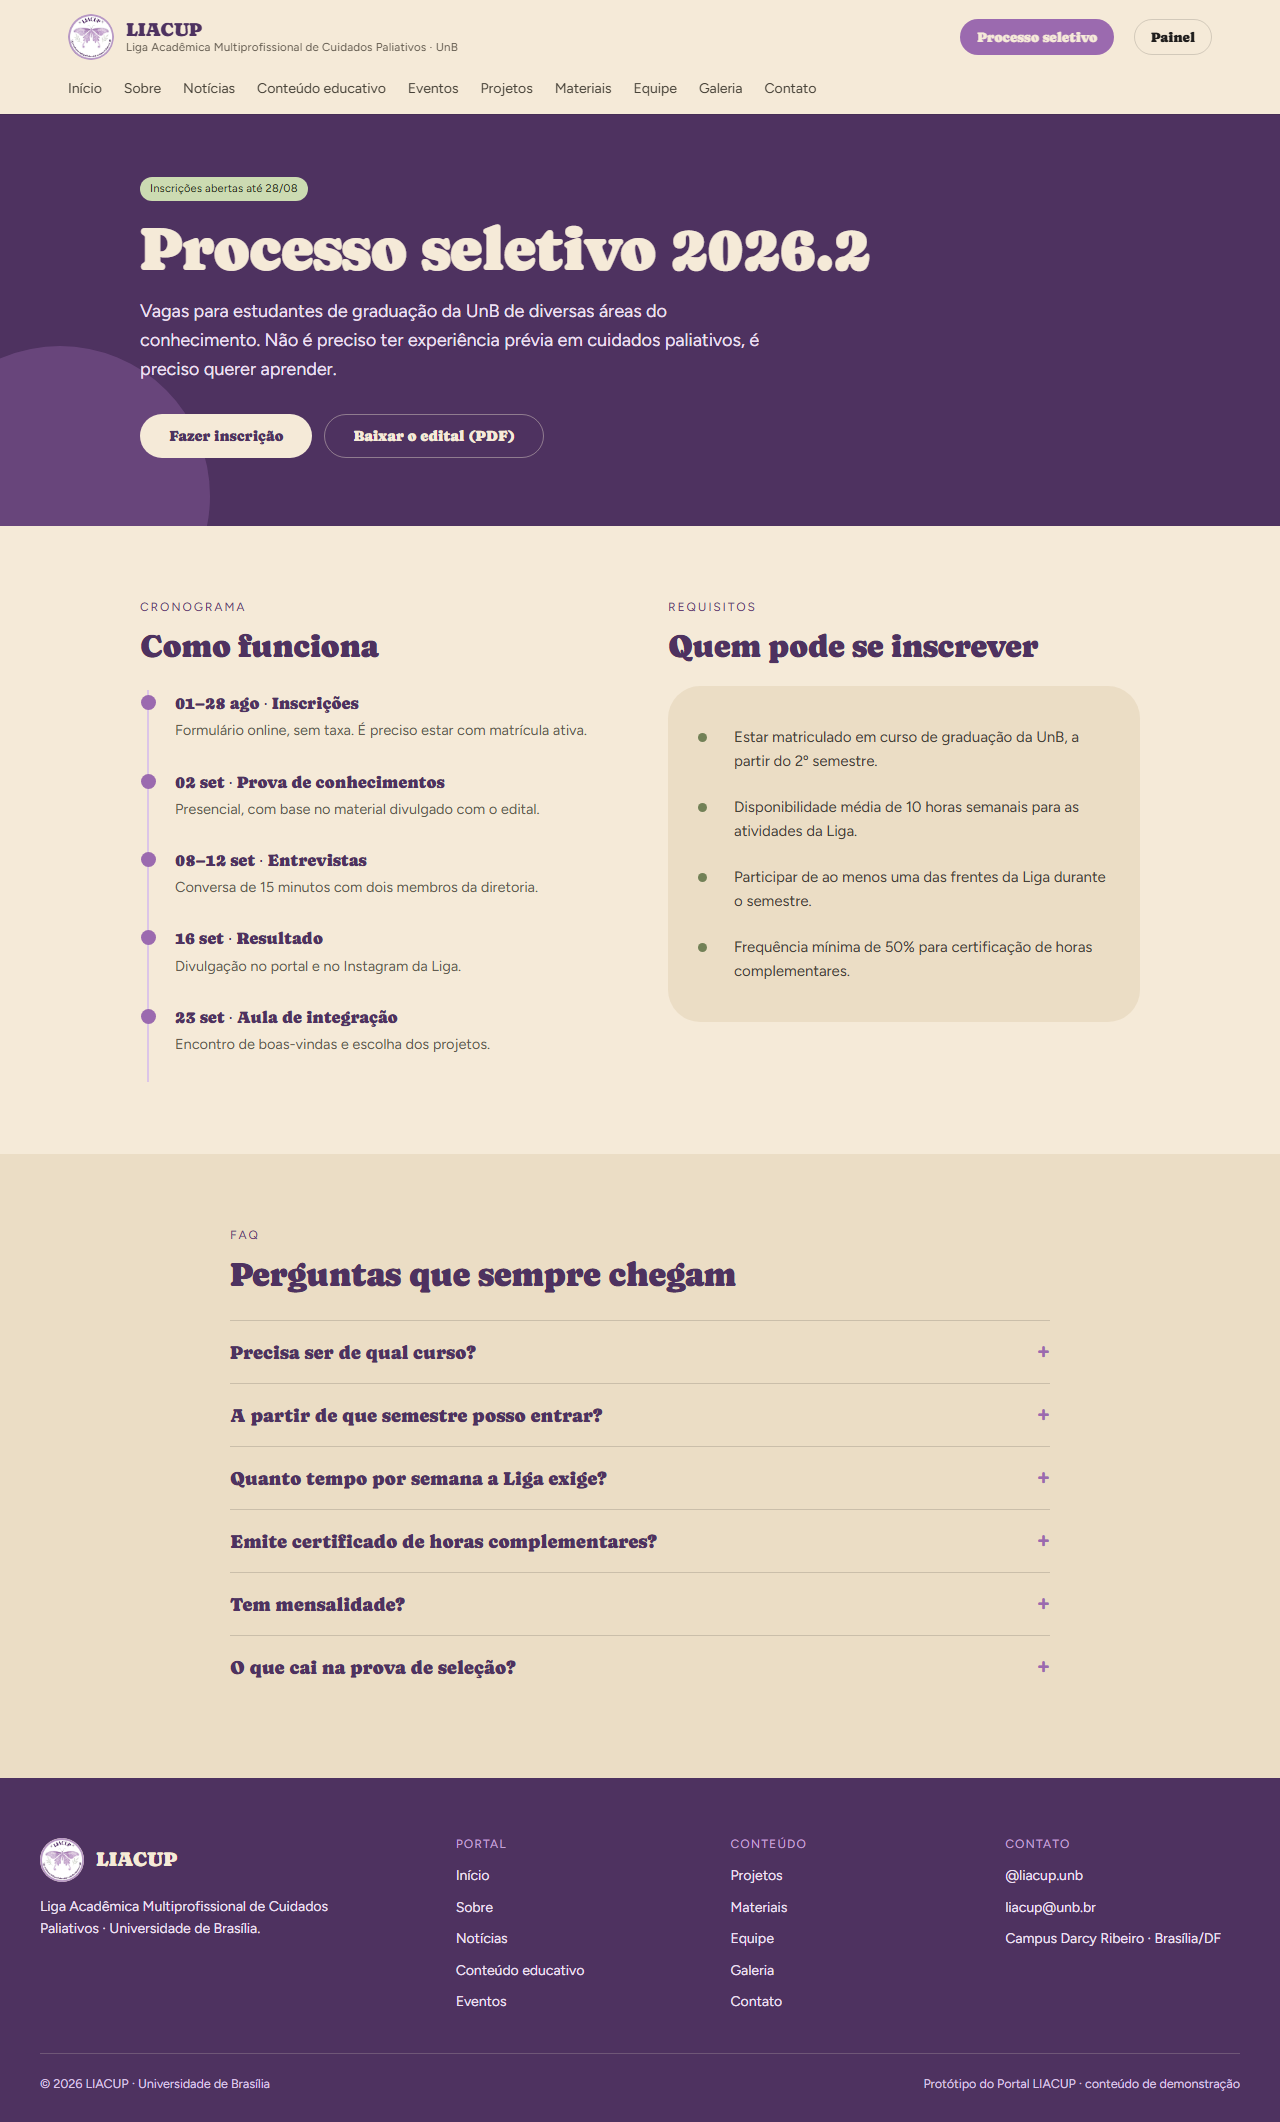 LIACUP
Liga Acadêmica Multiprofissional de Cuidados Paliativos · UnB
Processo seletivo
Painel
Início
Sobre
Notícias
Conteúdo educativo
Eventos
Projetos
Materiais
Equipe
Galeria
Contato
Inscrições abertas até 28/08
Processo seletivo 2026.2
Vagas para estudantes de graduação da UnB de diversas áreas do
conhecimento. Não é preciso ter experiência prévia em cuidados paliativos, é
preciso querer aprender.
Fazer inscrição
Baixar o edital (PDF)
CRONOGRAMA
Como funciona
01–28 ago · Inscrições
Formulário online, sem taxa. É preciso estar com matrícula ativa.
02 set · Prova de conhecimentos
Presencial, com base no material divulgado com o edital.
08–12 set · Entrevistas
Conversa de 15 minutos com dois membros da diretoria.
16 set · Resultado
Divulgação no portal e no Instagram da Liga.
23 set · Aula de integração
Encontro de boas-vindas e escolha dos projetos.
REQUISITOS
Quem pode se inscrever
Estar matriculado em curso de graduação da UnB, a
partir do 2º semestre.
Disponibilidade média de 10 horas semanais para as
atividades da Liga.
Participar de ao menos uma das frentes da Liga durante
o semestre.
Frequência mínima de 50% para certificação de horas
complementares.
FAQ
Perguntas que sempre chegam
Precisa ser de qual curso? +
A partir de que semestre posso entrar? +
Quanto tempo por semana a Liga exige? +
Emite certificado de horas complementares? +
Tem mensalidade? +
O que cai na prova de seleção? +
LIACUP
LIACUP
Liga Acadêmica Multiprofissional de Cuidados
Paliativos · Universidade de Brasília.
PORTAL
Início
Sobre
Notícias
Conteúdo educativo
Eventos
CONTEÚDO
Projetos
Materiais
Equipe
Galeria
Contato
CONTATO
@liacup.unb
liacup@unb.br
Campus Darcy Ribeiro · Brasília/DF
© 2026 LIACUP · Universidade de Brasília
Protótipo do Portal LIACUP · conteúdo de demonstração